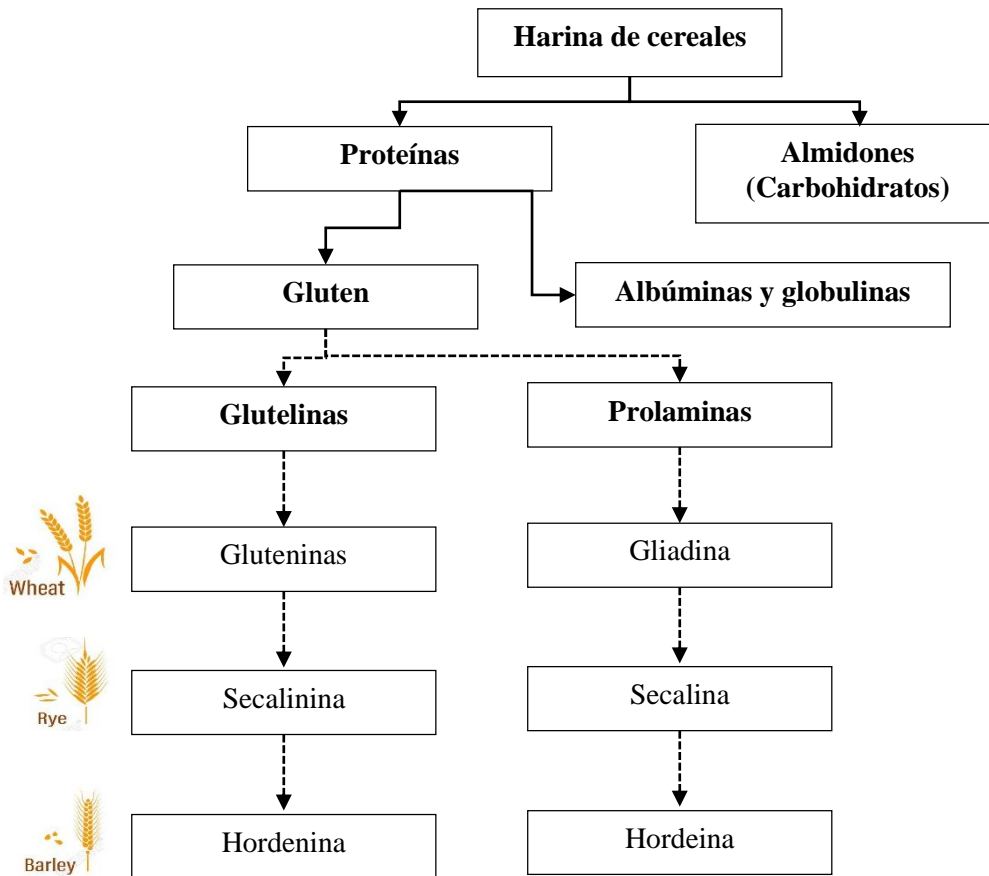 Harina de cereales
Proteínas
Almidones
(Carbohidratos)
Gluten
Albúminas y globulinas
Glutelinas
Prolaminas
Wheat
Gluteninas
Gliadina
Rye
Secalinina
Secalina
Barley
Hordenina
Hordeina